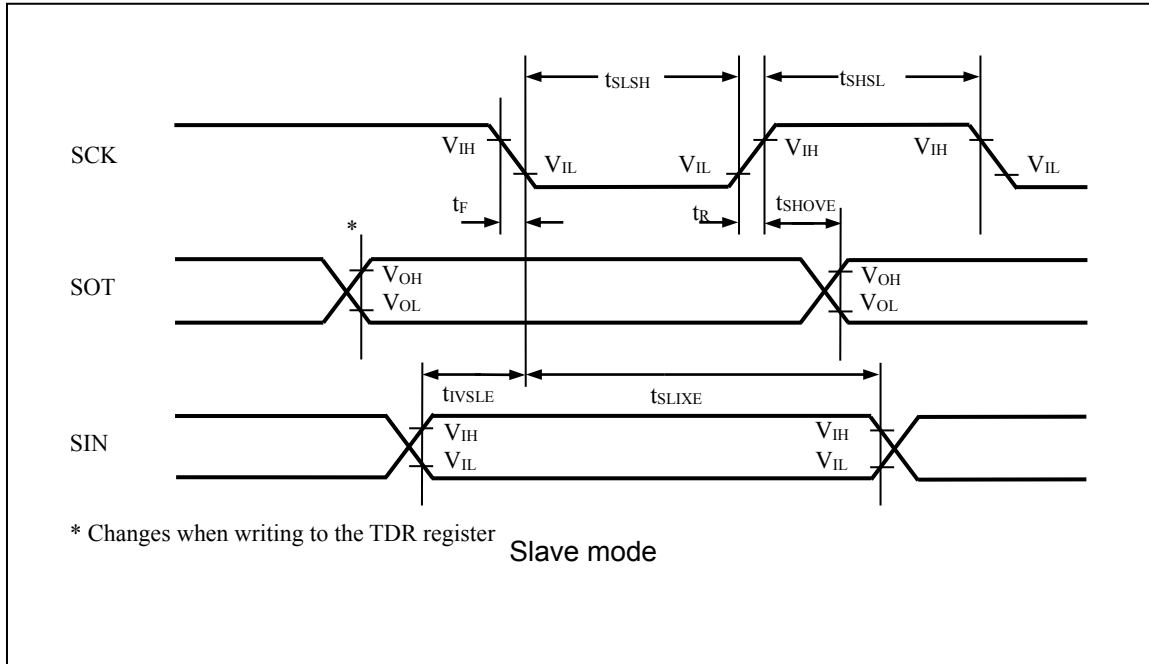 tSLSH
tSHSL
SCK
VIH
VIL
VIL
VIH
VIH
VIL
tF
tR
tSHOVE
*
SOT
VOH
VOL
VOH
VOL
tIVSLE
tSLIXE
SIN
VIH
VIL
VIH
VIL
* Changes when writing to the TDR register
Slave mode